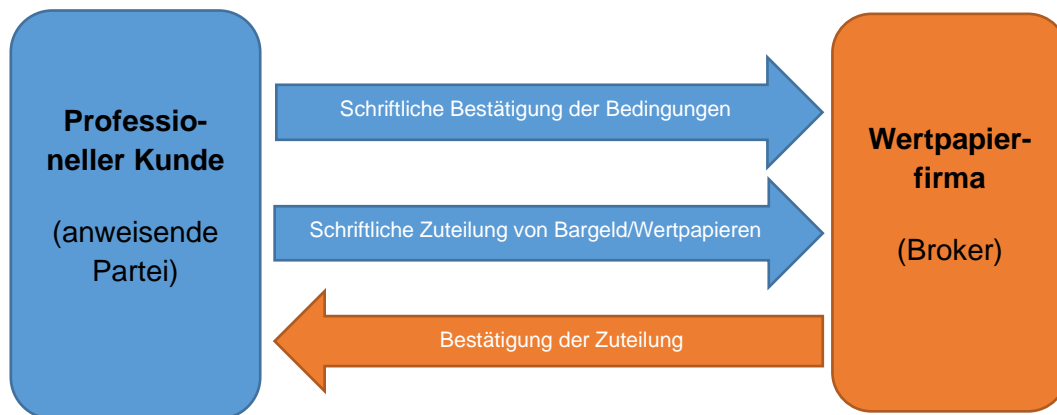 Professio-
neller Kunde
(anweisende
Partei)
Schriftliche Bestätigung der Bedingungen
Schriftliche Zuteilung von Bargeld/Wertpapieren
Bestätigung der Zuteilung
Wertpapier-
firma
(Broker)